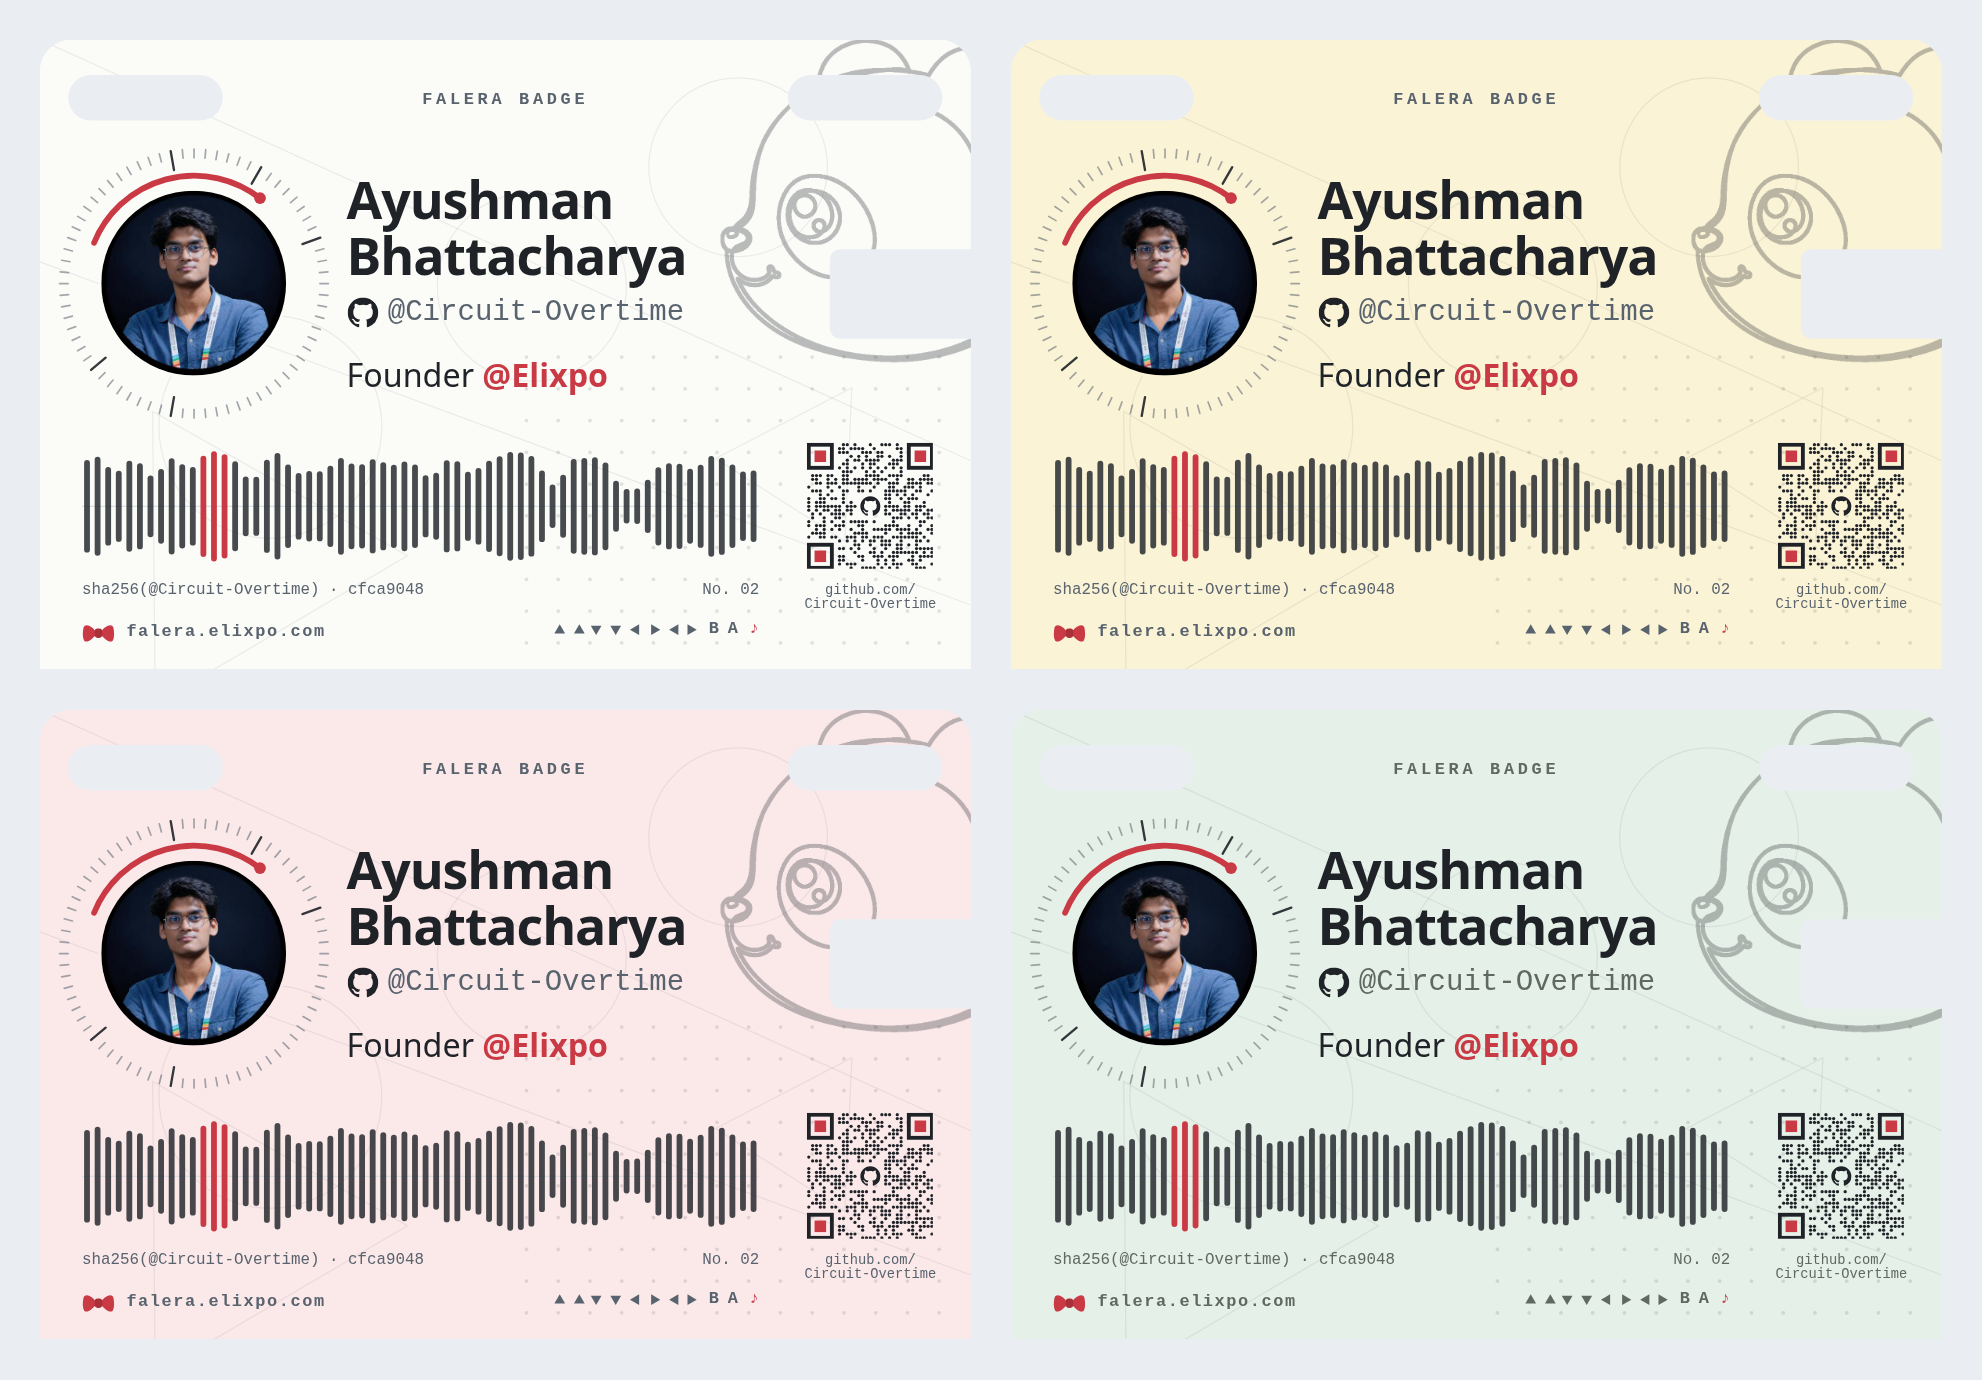 FALERA BADGE
Ayushman
Bhattacharya
@Circuit-Overtime
Founder @Elixpo
sha256(@Circuit-Overtime) · cfca9048
No. 02
github.com/
Circuit-Overtime
falera.elixpo.com
▲ ▲ ▼ ▼ ◀ ▶ ◀ ▶ B A ♪
FALERA BADGE
Ayushman
Bhattacharya
@Circuit-Overtime
Founder @Elixpo
sha256(@Circuit-Overtime) · cfca9048
No. 02
github.com/
Circuit-Overtime
falera.elixpo.com
▲ ▲ ▼ ▼ ◀ ▶ ◀ ▶ B A ♪
FALERA BADGE
Ayushman
Bhattacharya
@Circuit-Overtime
Founder @Elixpo
sha256(@Circuit-Overtime) · cfca9048
No. 02
github.com/
Circuit-Overtime
falera.elixpo.com
▲ ▲ ▼ ▼ ◀ ▶ ◀ ▶ B A ♪
FALERA BADGE
Ayushman
Bhattacharya
@Circuit-Overtime
Founder @Elixpo
sha256(@Circuit-Overtime) · cfca9048
No. 02
github.com/
Circuit-Overtime
falera.elixpo.com
▲ ▲ ▼ ▼ ◀ ▶ ◀ ▶ B A ♪